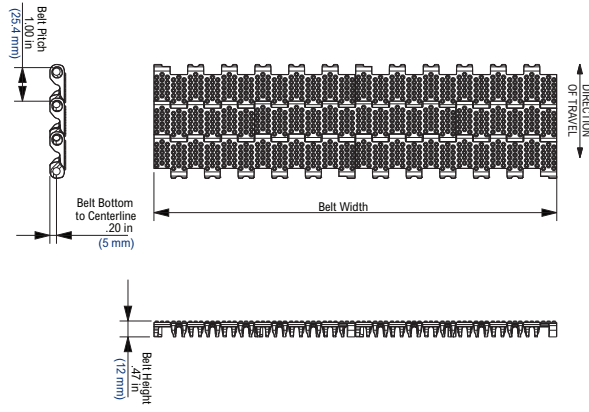 Belt Pitch
1.00 in
(25.4 mm)
DIRECTION
OF TRAVEL
Belt Bottom
to Centerline
.20 in
(5 mm)
Belt Width
Belt Height
.47 in
(12 mm)